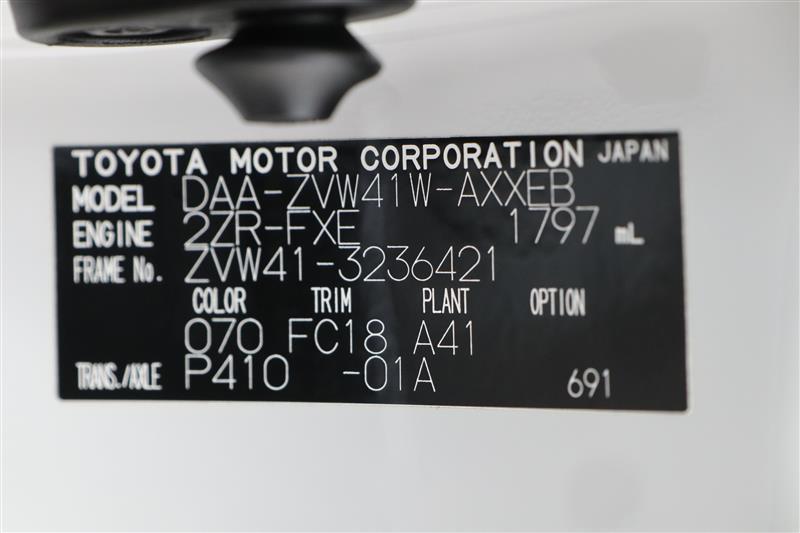 TOYOTA MOTOR CORPORATION JAPAN
MODEL DAA-ZVW41W-AXXEB
ENGINE 2ZR-FXE 1797 mL
FRAME No. ZVW41-3236421
COLOR TRIM PLANT OPTION
070 FC18 A41
TRANS./AXLE P410 -01A 691